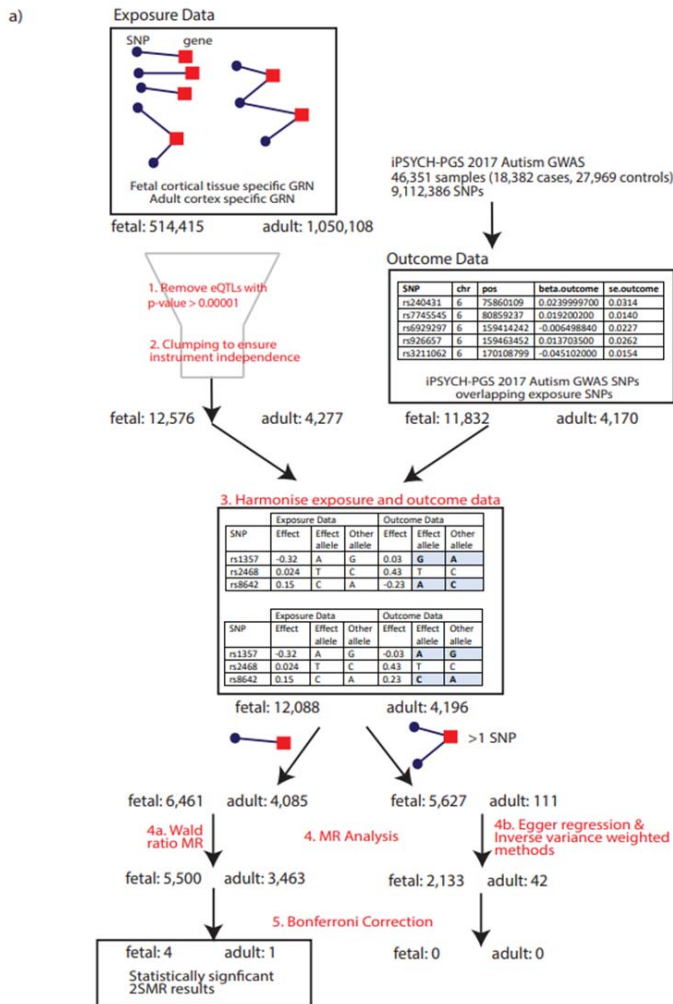 a)
Exposure Data
SNP gene
Fetal cortical tissue specific GRN
Adult cortex specific GRN
fetal: 514,415 adult: 1,050,108
iPSYCH-PGS 2017 Autism GWAS
46,351 samples (18,382 cases, 27,969 controls)
9,112,386 SNPs
1. Remove eQTLs with
p-value > 0.00001
2. Clumping to ensure
instrument independence
Outcome Data
SNP chr pos beta.outcome se.outcome
rs240431 6 75860109 0.0239999700 0.0314
rs7745545 6 80859237 0.019200200 0.0140
rs6929297 6 159414242 -0.006498840 0.0227
rs926657 6 159463452 0.013703500 0.0262
rs3211062 6 170108799 -0.045102000 0.0154
iPSYCH-PGS 2017 Autism GWAS SNPs
overlapping exposure SNPs
fetal: 12,576 adult: 4,277
fetal: 11,832 adult: 4,170
3. Harmonise exposure and outcome data
Exposure Data Outcome Data
SNP Effect Effect allele Other allele Effect Effect allele Other allele
rs1357 -0.32 A G 0.03 G A
rs2468 0.024 T C 0.43 T C
rs8642 0.15 C A -0.23 A C
Exposure Data Outcome Data
SNP Effect Effect allele Other allele Effect Effect allele Other allele
rs1357 -0.32 A G -0.03 A G
rs2468 0.024 T C 0.43 T C
rs8642 0.15 C A 0.23 C A
fetal: 12,088 adult: 4,196
>1 SNP
fetal: 6,461 adult: 4,085
fetal: 5,627 adult: 111
4a. Wald
ratio MR
4. MR Analysis
4b. Egger regression &
Inverse variance weighted
methods
fetal: 5,500 adult: 3,463
fetal: 2,133 adult: 42
5. Bonferroni Correction
fetal: 4 adult: 1
Statistically signficant
2SMR results
fetal: 0 adult: 0